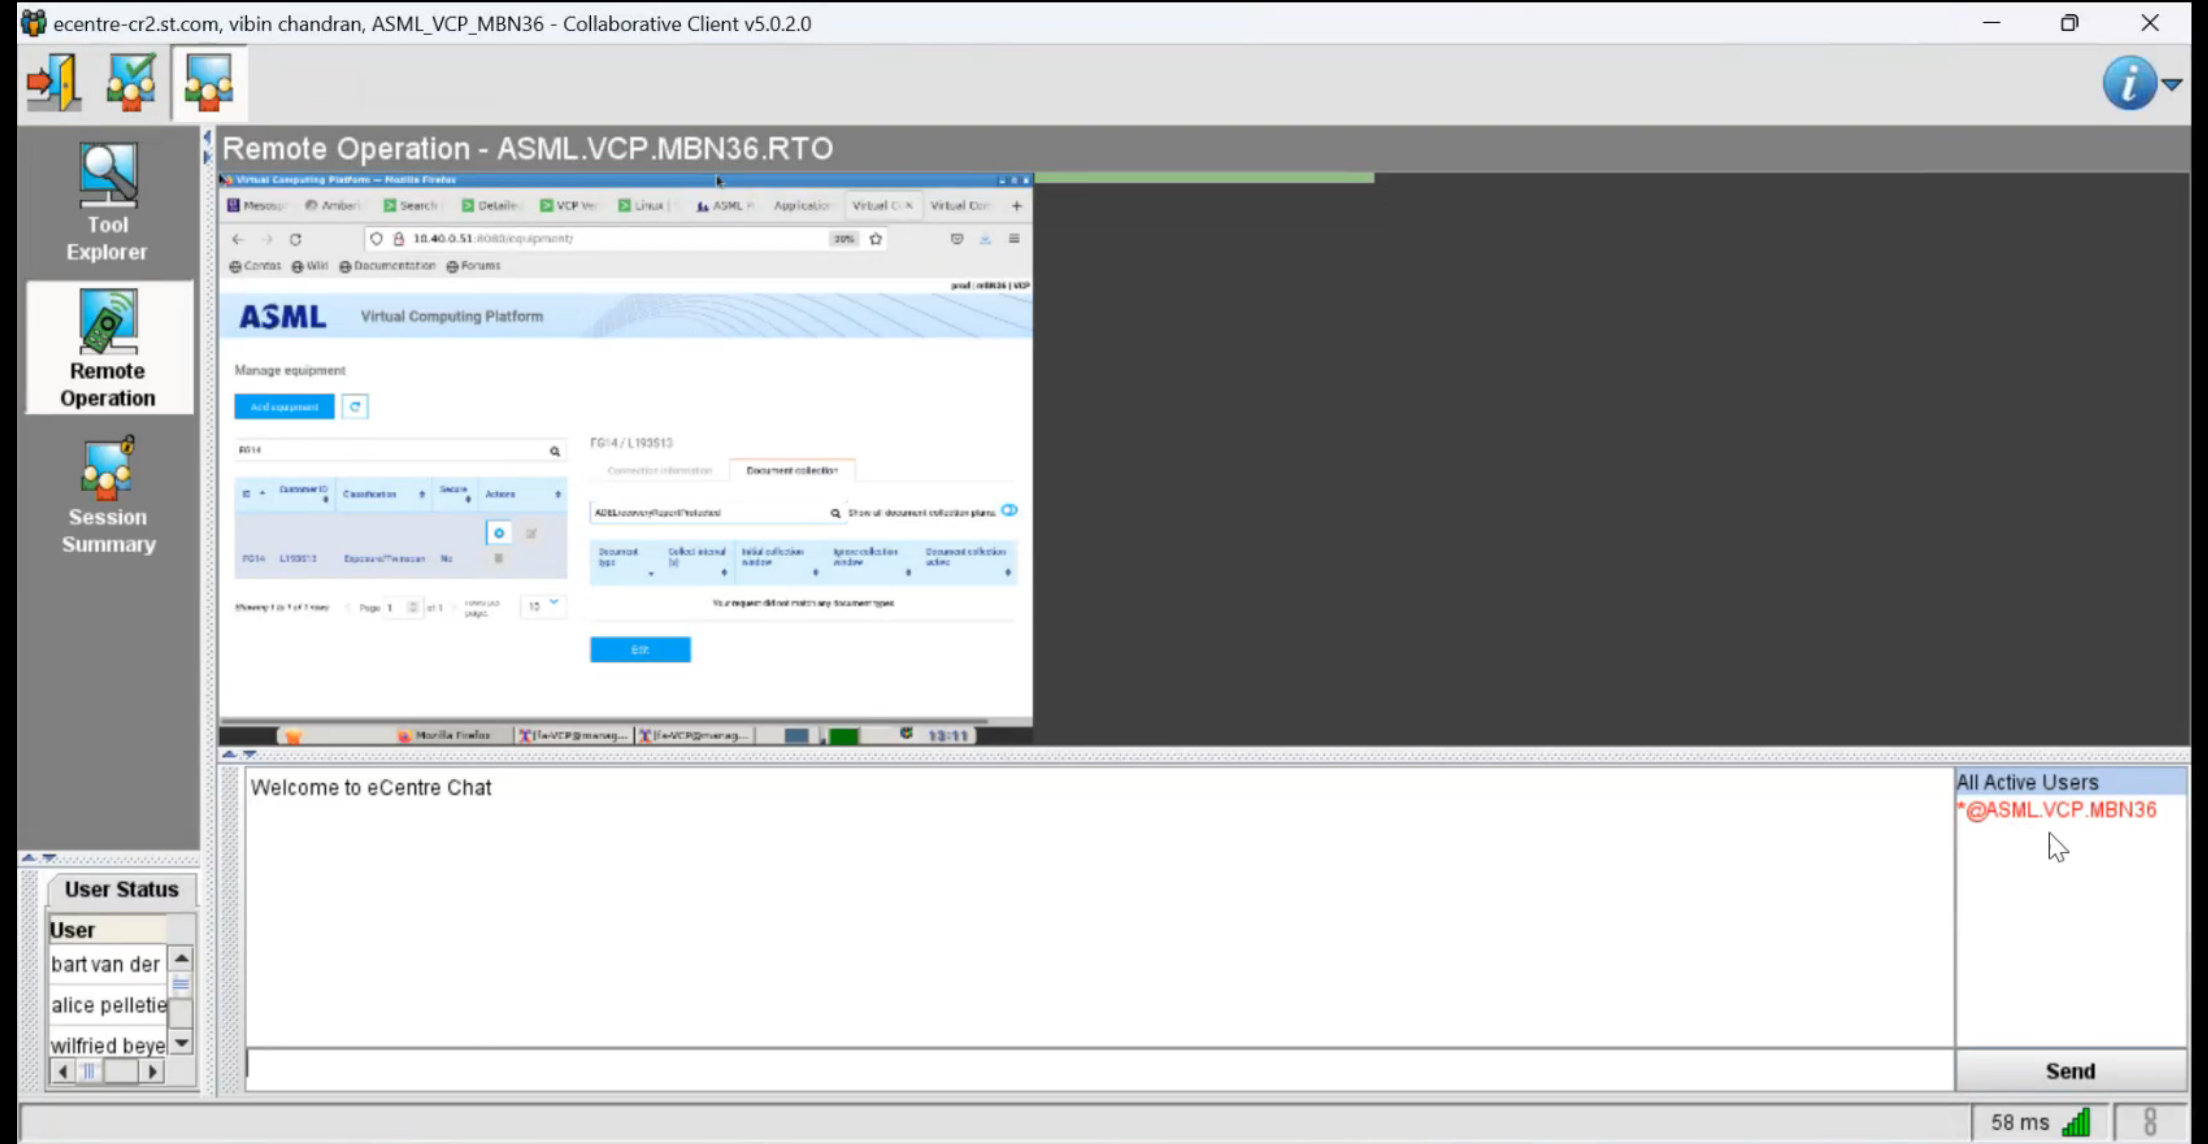 ecentre-cr2.st.com, vibin chandran, ASML_VCP_MBN36 - Collaborative Client v5.0.2.0
Tool
Explorer
Remote
Operation
Session
Summary
Remote Operation - ASML.VCP.MBN36.RTO
Virtual Computing Platform — Mozilla Firefox
Ambari
Search
Detaile
VCP Ver
Linux |
ASML
Application
Virtual
Virtual Con
10.40.0.51:8080/equipment/
Centos
Wiki
Documentation
Forums
ASML
Virtual Computing Platform
Manage equipment
Add equipment
FG14
ID
Customer ID
Classification
Secure
Actions
FG14 L193513 Exposure/Twinscan No
Showing 1 to 1 of 1 rows
Page 1 of 1
10
FG14 / L193513
Connection information
Document collection
ADELrecoveryReportProtected
Show all document collection plans
Document type
Collect interval (s)
Initial collection window
Ignore collection window
Document collection active
Your request did not match any document types
Edit
Mozilla Firefox
[fa-VCP@manag...
[fa-VCP@manag...
13:11
Welcome to eCentre Chat
All Active Users
*@ASML.VCP.MBN36
User Status
User
bart van der
alice pelletie
wilfried beye
Send
58 ms